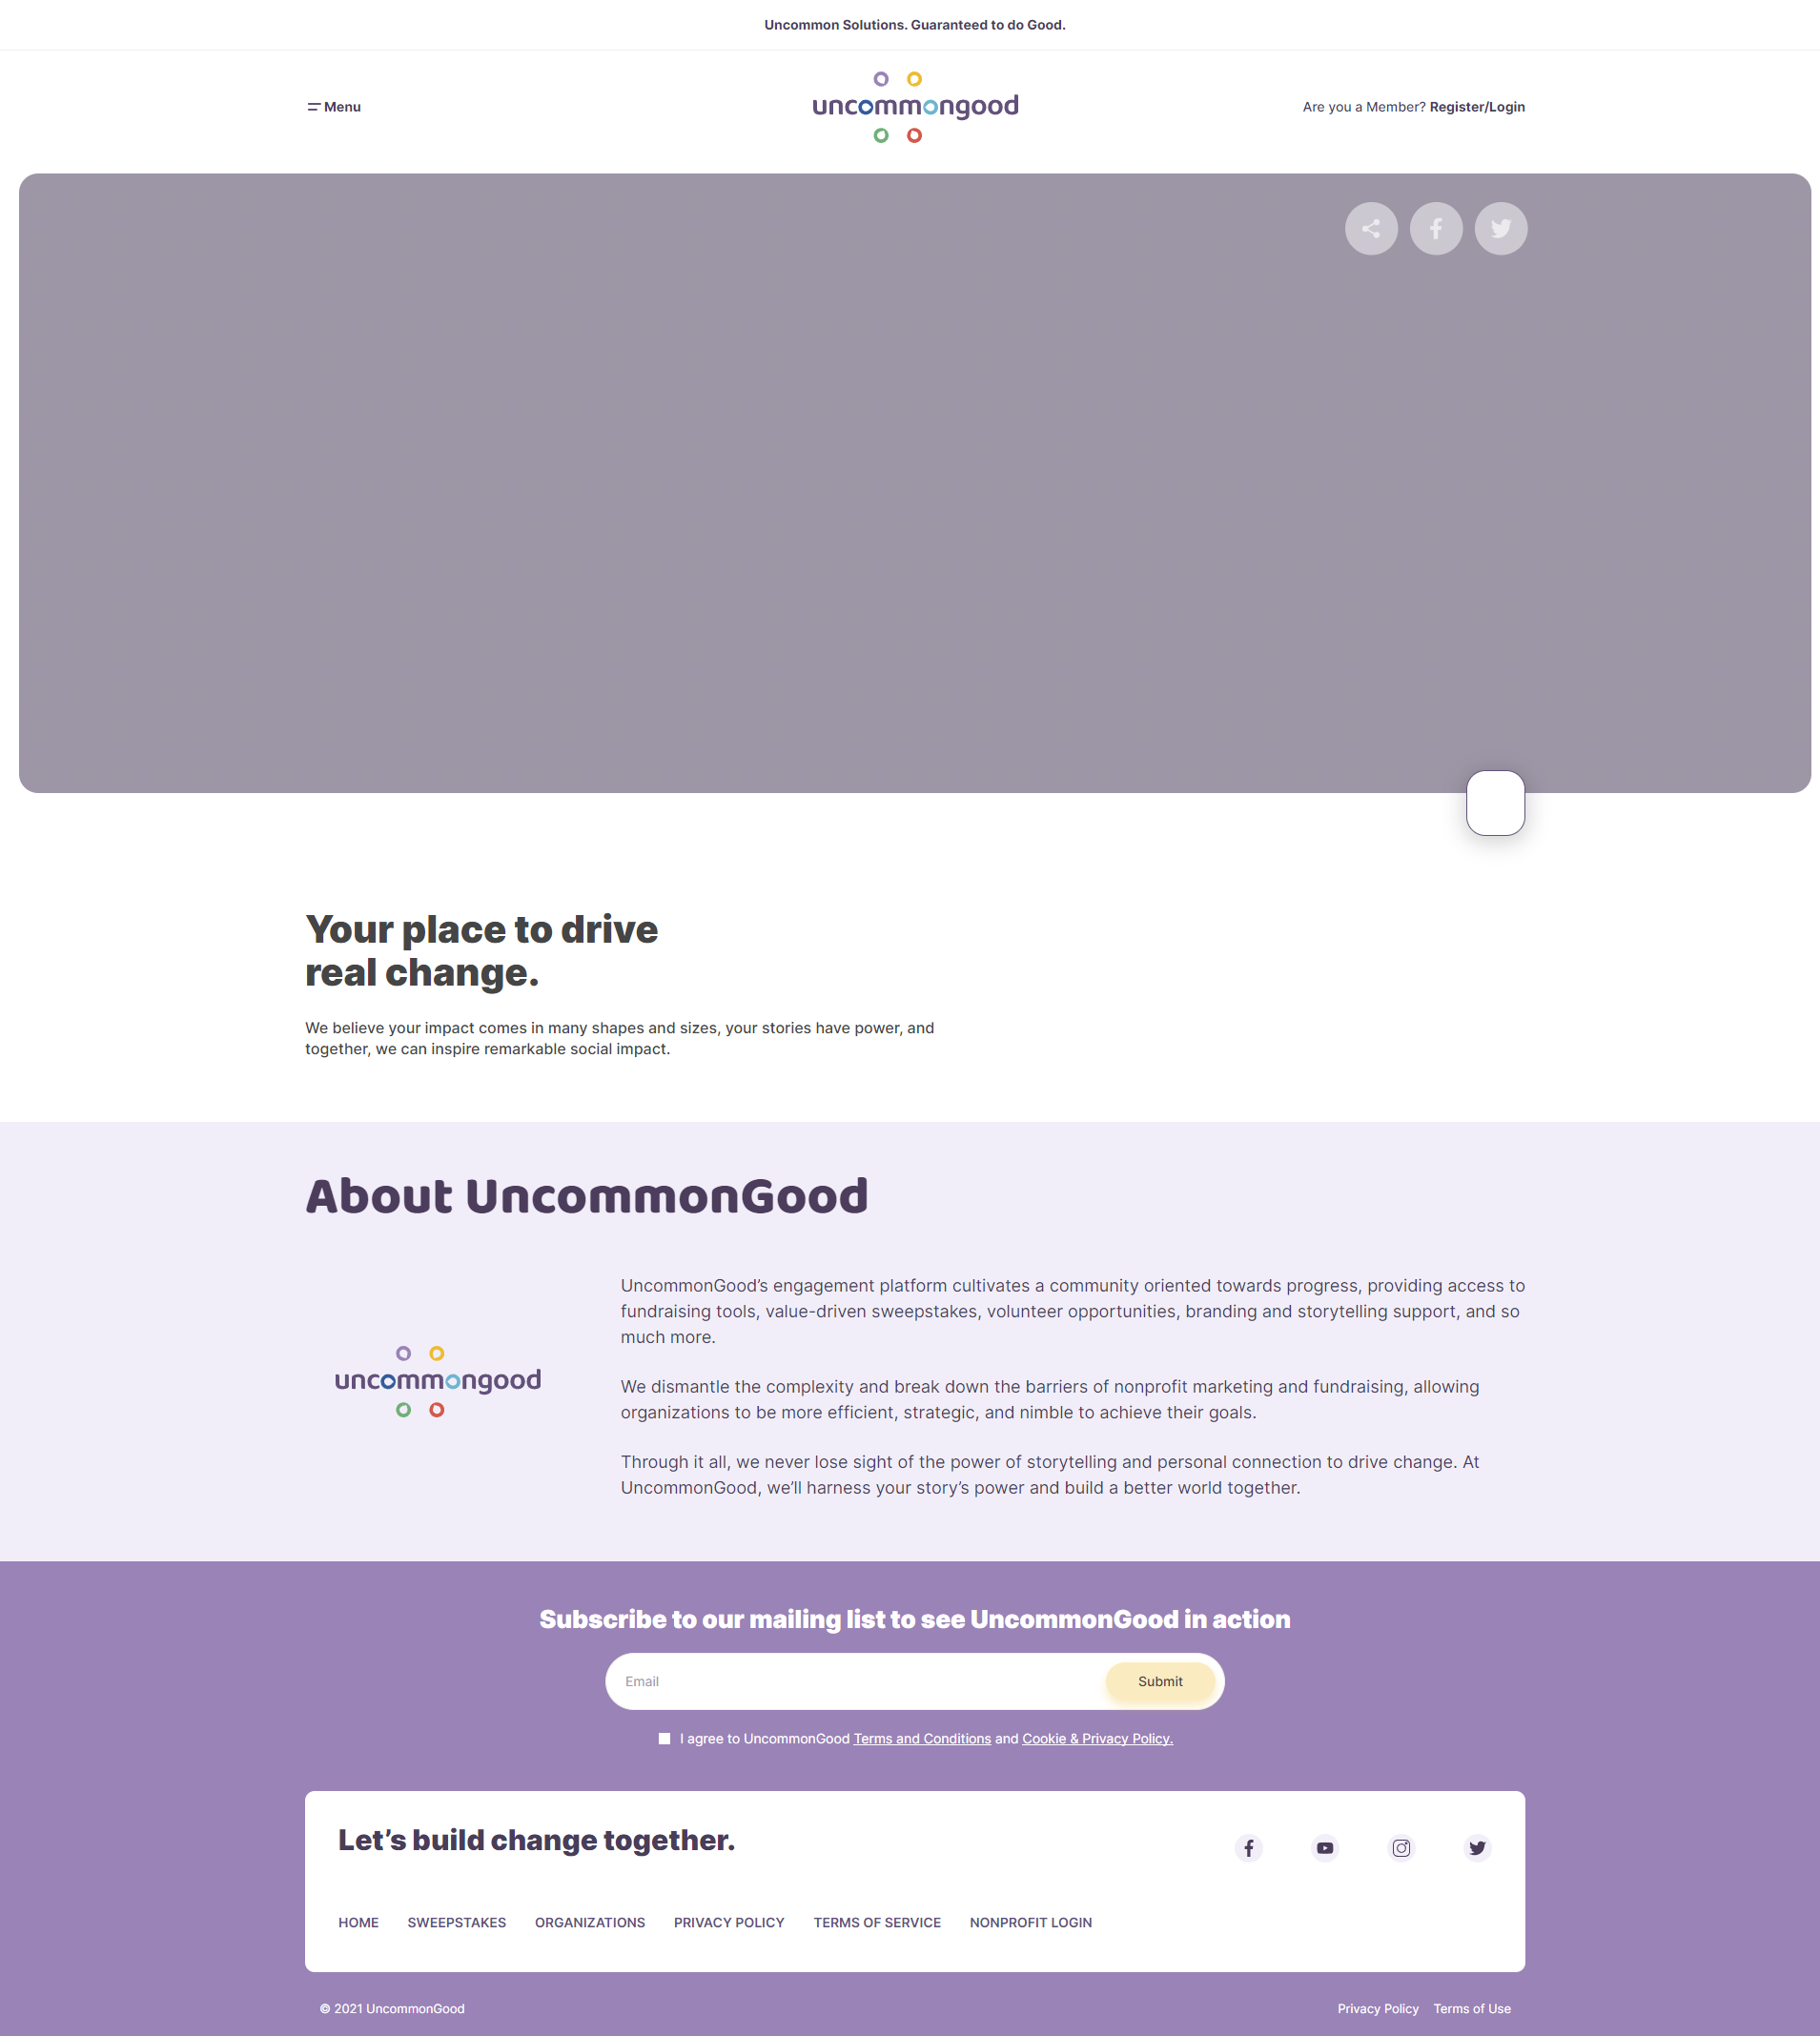 Uncommon Solutions. Guaranteed to do Good.
Menu
uncommongood
Are you a Member? Register/Login
Your place to drive
real change.
We believe your impact comes in many shapes and sizes, your stories have power, and
together, we can inspire remarkable social impact.
About UncommonGood
uncommongood
UncommonGood’s engagement platform cultivates a community oriented towards progress, providing access to
fundraising tools, value-driven sweepstakes, volunteer opportunities, branding and storytelling support, and so
much more.
We dismantle the complexity and break down the barriers of nonprofit marketing and fundraising, allowing
organizations to be more efficient, strategic, and nimble to achieve their goals.
Through it all, we never lose sight of the power of storytelling and personal connection to drive change. At
UncommonGood, we’ll harness your story’s power and build a better world together.
Subscribe to our mailing list to see UncommonGood in action
Email
Submit
I agree to UncommonGood Terms and Conditions and Cookie & Privacy Policy.
Let’s build change together.
HOME SWEEPSTAKES ORGANIZATIONS PRIVACY POLICY TERMS OF SERVICE NONPROFIT LOGIN
© 2021 UncommonGood
Privacy Policy Terms of Use